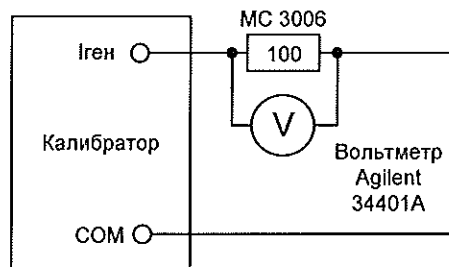 МС 3006
Iген
100
V
Калибратор
Вольтметр
Agilent
34401A
COM